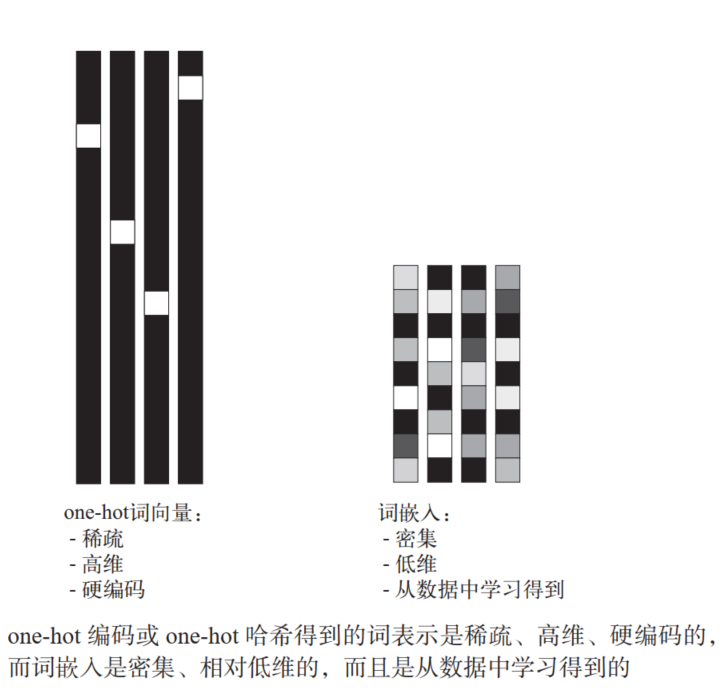 one-hot词向量：
- 稀疏
- 高维
- 硬编码
词嵌入：
- 密集
- 低维
- 从数据中学习得到
one-hot 编码或 one-hot 哈希得到的词表示是稀疏、高维、硬编码的，
而词嵌入是密集、相对低维的，而且是从数据中学习得到的